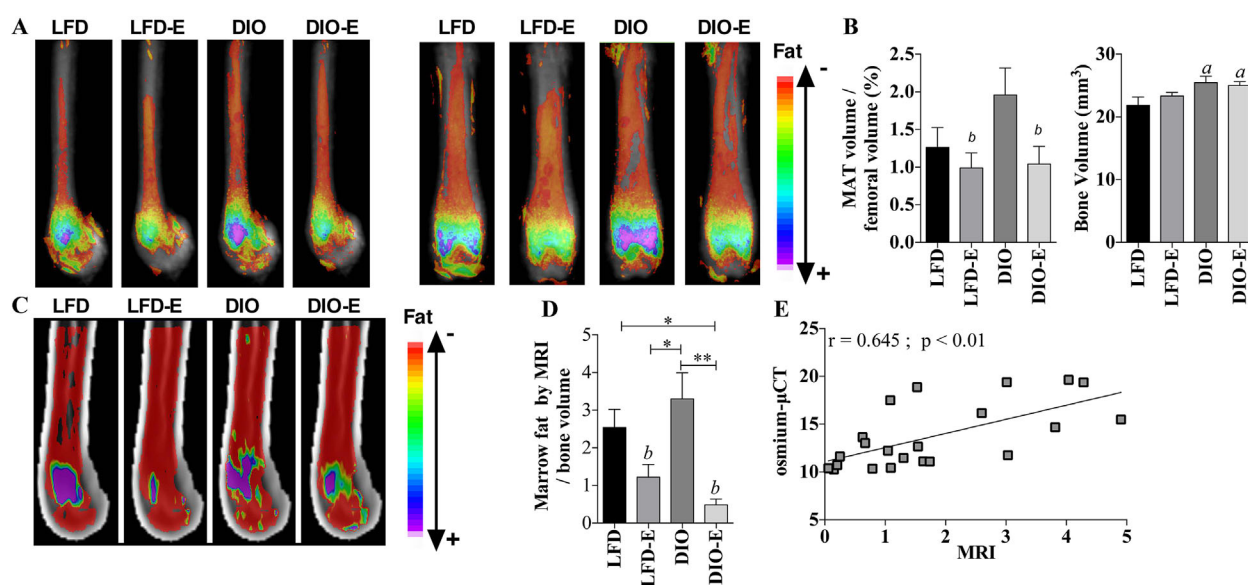 A
LFD LFD-E DIO DIO-E
LFD LFD-E DIO DIO-E
Fat
-
+
B
MAT volume /
femoral volume (%)
2.5
2.0
1.5
1.0
0.5
0.0
b
b
LFD LFD-E DIO DIO-E
Bone Volume (mm³)
30
20
10
0
a
a
LFD LFD-E DIO DIO-E
C
LFD LFD-E DIO DIO-E
Fat
-
+
D
Marrow fat by MRI
/ bone volume
5
4
3
2
1
0
*
*
**
b
b
LFD LFD-E DIO DIO-E
E
r = 0.645 ; p < 0.01
osmium-μCT
25
20
15
10
5
0 1 2 3 4 5
MRI